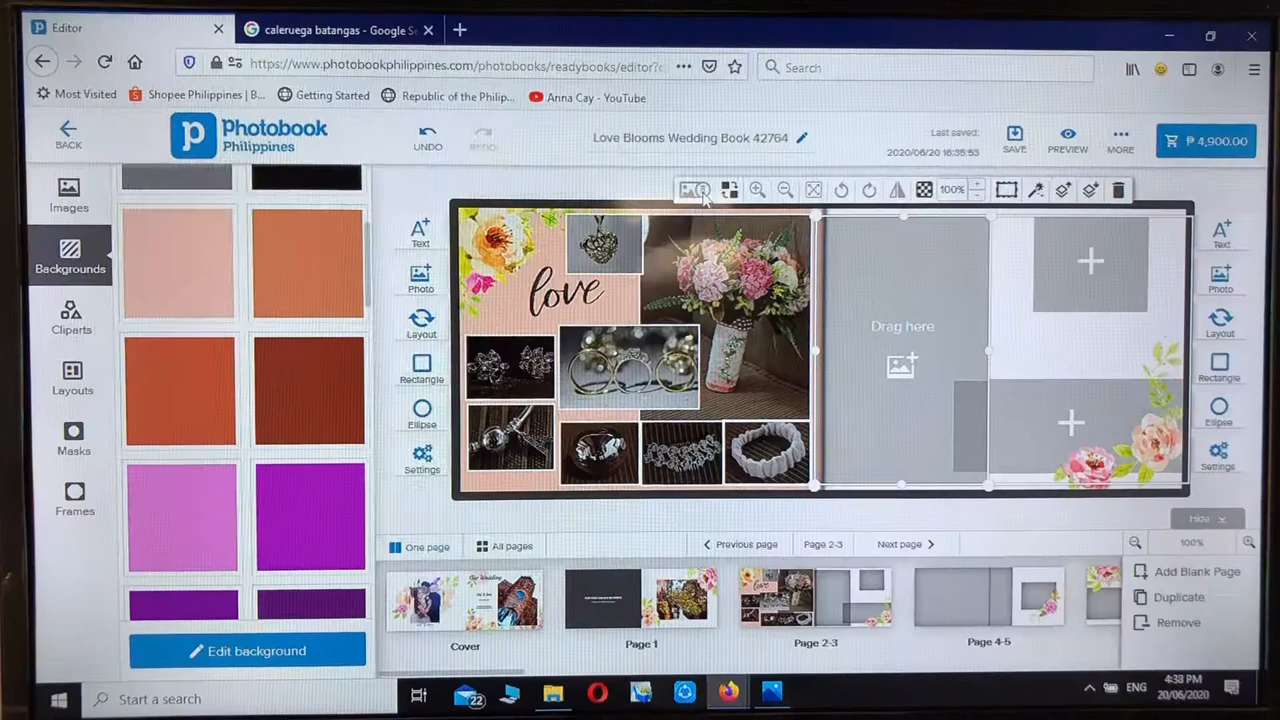 Editor
caleruega batangas - Google Se
https://www.photobookphilippines.com/photobooks/readybooks/editor?c
Search
Most Visited
Shopee Philippines | B...
Getting Started
Republic of the Philip...
Anna Cay - YouTube
BACK
p
Photobook
Philippines
UNDO
REDO
Love Blooms Wedding Book 42764
Last saved:
2020/06/20 16:35:53
SAVE
PREVIEW
MORE
₱ 4,900.00
Images
Backgrounds
Cliparts
Layouts
Masks
Frames
Edit background
100%
Text
Photo
Layout
Rectangle
Ellipse
Settings
love
Drag here
Text
Photo
Layout
Rectangle
Ellipse
Settings
Hide
One page
All pages
Previous page
Page 2-3
Next page
100%
Our Wedding
love
Cover
Page 1
Page 2-3
Page 4-5
Add Blank Page
Duplicate
Remove
Start a search
22
ENG
4:38 PM
20/06/2020